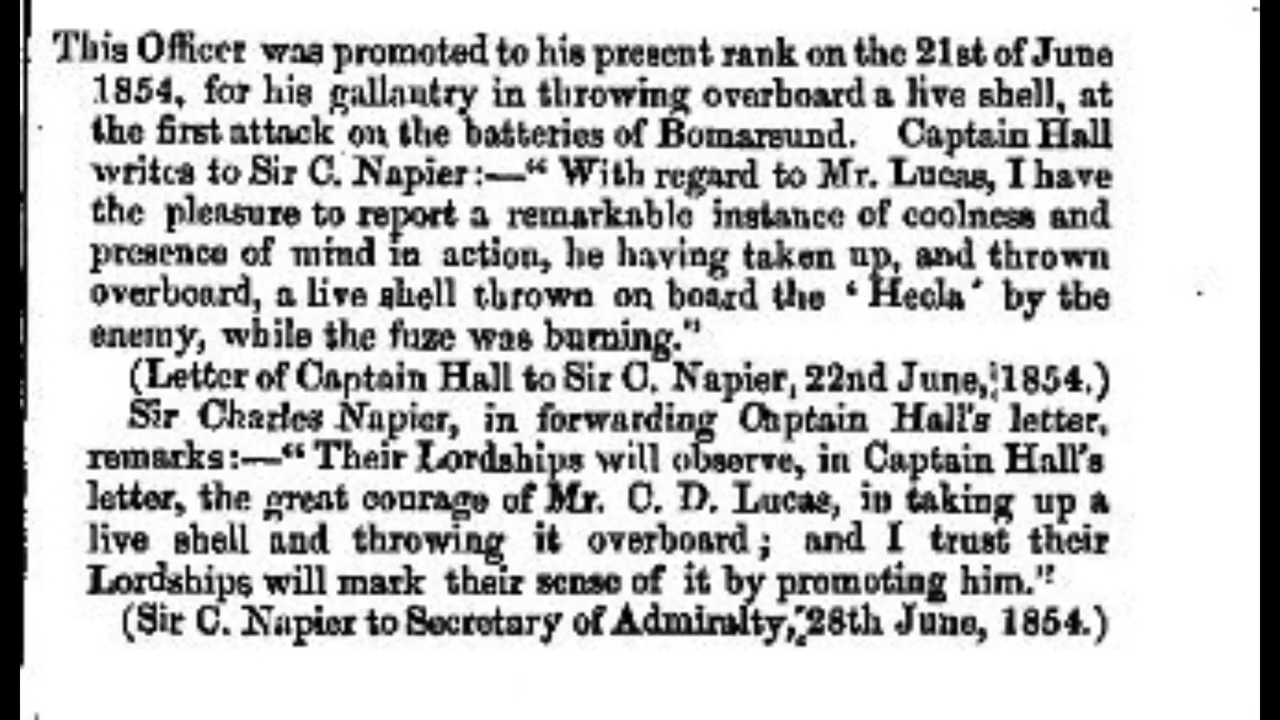 This Officer was promoted to his present rank on the 21st of June
1854, for his gallantry in throwing overboard a live shell, at
the first attack on the batteries of Bomarsund. Captain Hall
writes to Sir C. Napier:—“ With regard to Mr. Lucas, I have
the pleasure to report a remarkable instance of coolness and
presence of mind in action, he having taken up, and thrown
overboard, a live shell thrown on board the ‘ Hecla’ by the
enemy, while the fuze was burning.”
(Letter of Captain Hall to Sir C. Napier, 22nd June, 1854.)
Sir Charles Napier, in forwarding Captain Hall's letter,
remarks:—“ Their Lordships will observe, in Captain Hall's
letter, the great courage of Mr. C. D. Lucas, in taking up a
live shell and throwing it overboard; and I trust their
Lordships will mark their sense of it by promoting him.”
(Sir C. Napier to Secretary of Admiralty, 28th June, 1854.)